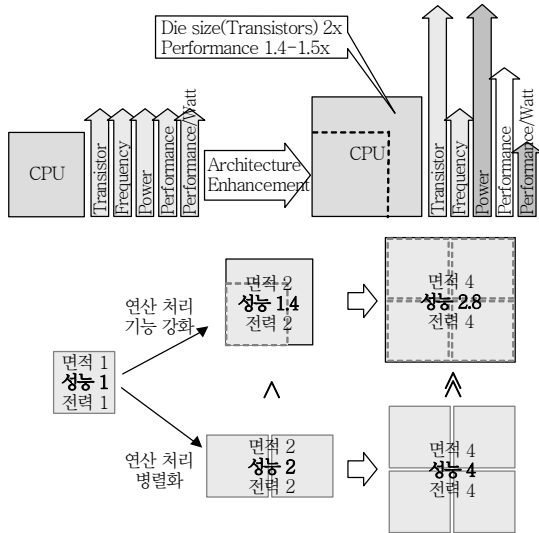 Die size(Transistors) 2x
Performance 1.4-1.5x
CPU
Transistor
Frequency
Power
Performance
Performance/Watt
Architecture
Enhancement
CPU
Transistor
Frequency
Power
Performance
Performance/Watt
연산 처리
기능 강화
면적 2
성능 1.4
전력 2
면적 4
성능 2.8
전력 4
면적 1
성능 1
전력 1
연산 처리
병렬화
면적 2
성능 2
전력 2
면적 4
성능 4
전력 4